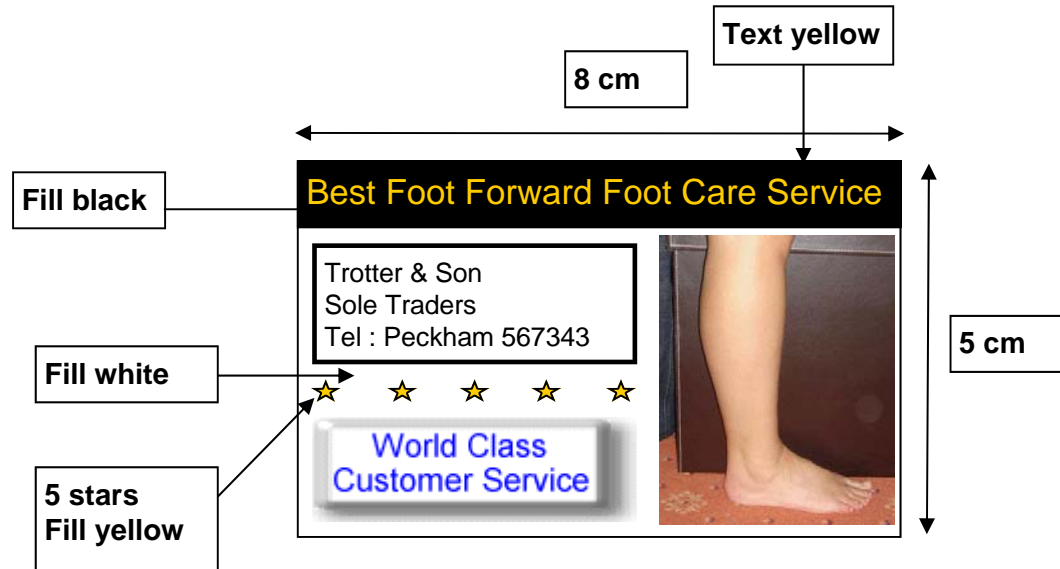 Text yellow
8 cm
Fill black
Best Foot Forward Foot Care Service
Trotter & Son
Sole Traders
Tel : Peckham 567343
5 cm
Fill white
World Class
Customer Service
5 stars
Fill yellow